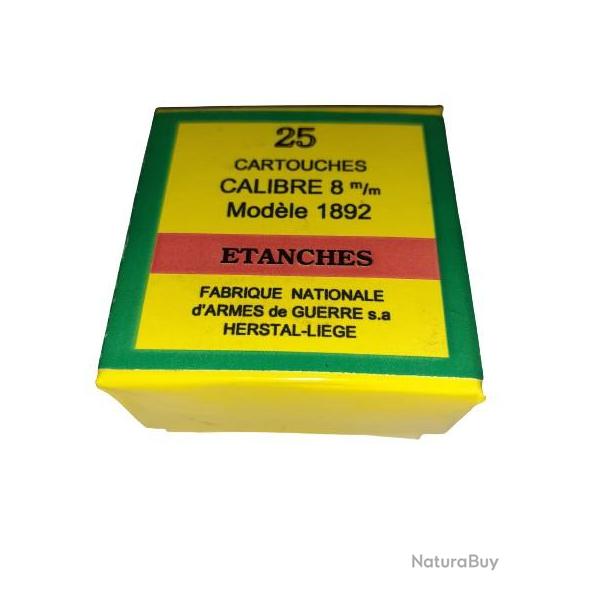 25
CARTOUCHES
CALIBRE 8 m/m
Modèle 1892
ETANCHES
FABRIQUE NATIONALE
d'ARMES de GUERRE s.a
HERSTAL-LIEGE
NaturaBuy